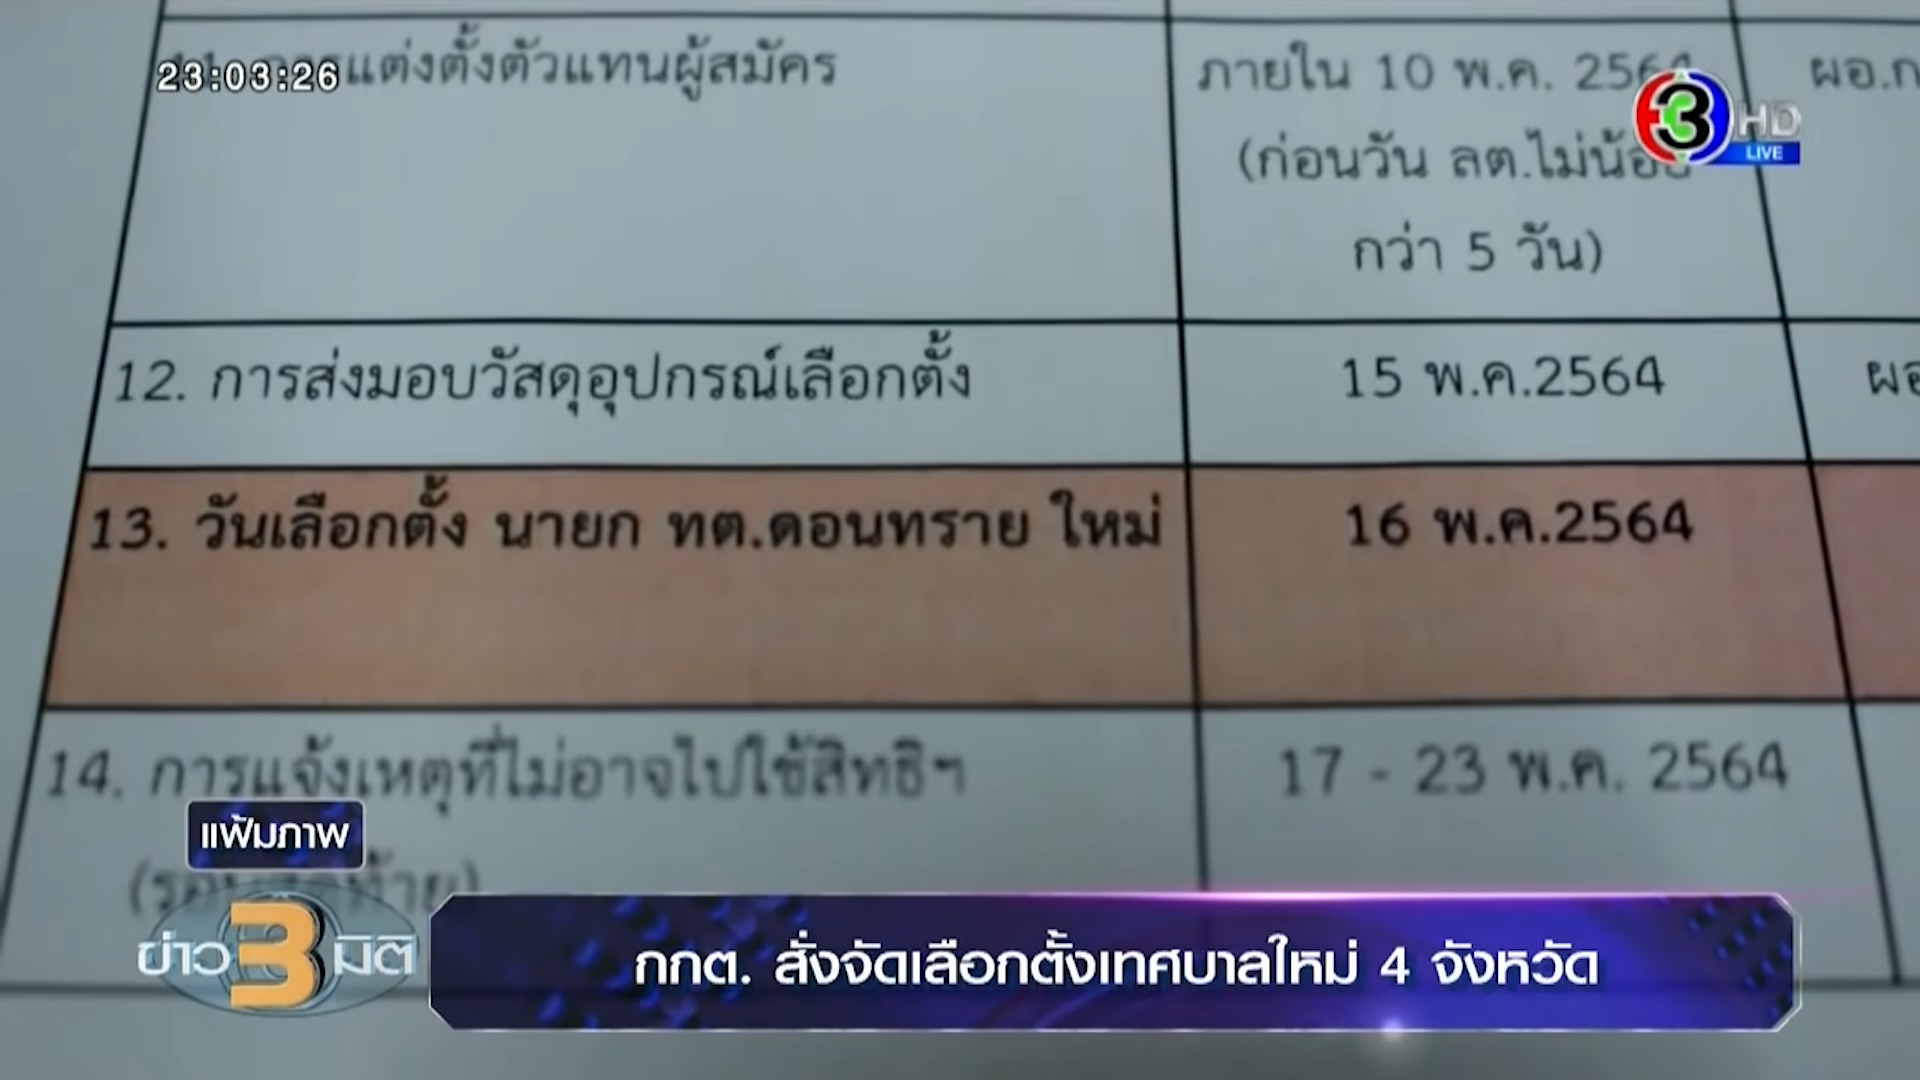 23:03:26
แต่งตั้งตัวแทนผู้สมัคร
ภายใน 10 พ.ค. 2564
ผอ.ก
3 HD
LIVE
(ก่อนวัน ลต.ไม่น้อย
กว่า 5 วัน)
12. การส่งมอบวัสดุอุปกรณ์เลือกตั้ง
15 พ.ค.2564
ผอ
13. วันเลือกตั้ง นายก ทต.ดอนทราย ใหม่
16 พ.ค.2564
14. การแจ้งเหตุที่ไม่อาจไปใช้สิทธิฯ
17 - 23 พ.ค. 2564
แฟ้มภาพ
ข่าว 3 มิติ
กกต. สั่งจัดเลือกตั้งเทศบาลใหม่ 4 จังหวัด